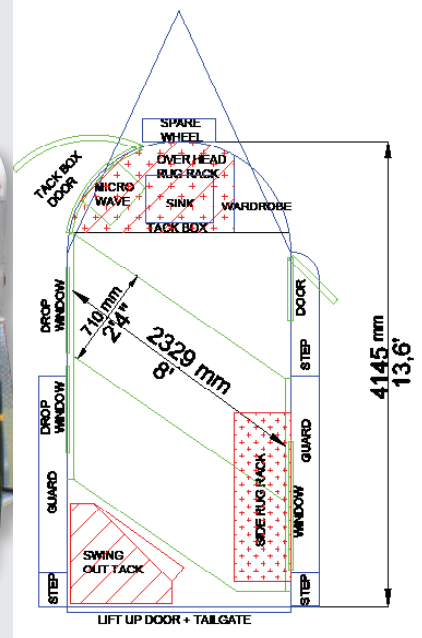 SPARE
WHEEL
OVER HEAD
RUG RACK
TACK BOX
DOOR
MICRO
WAVE
SINK
WARDROBE
TACK BOX
DROP
WINDOW
710 mm
2'4"
2329 mm
8'
DOOR
STEP
4145 mm
13,6'
DROP
WINDOW
GUARD
GUARD
SIDE RUG RACK
WINDOW
SWING
OUT TACK
STEP
STEP
LIFT UP DOOR + TAILGATE